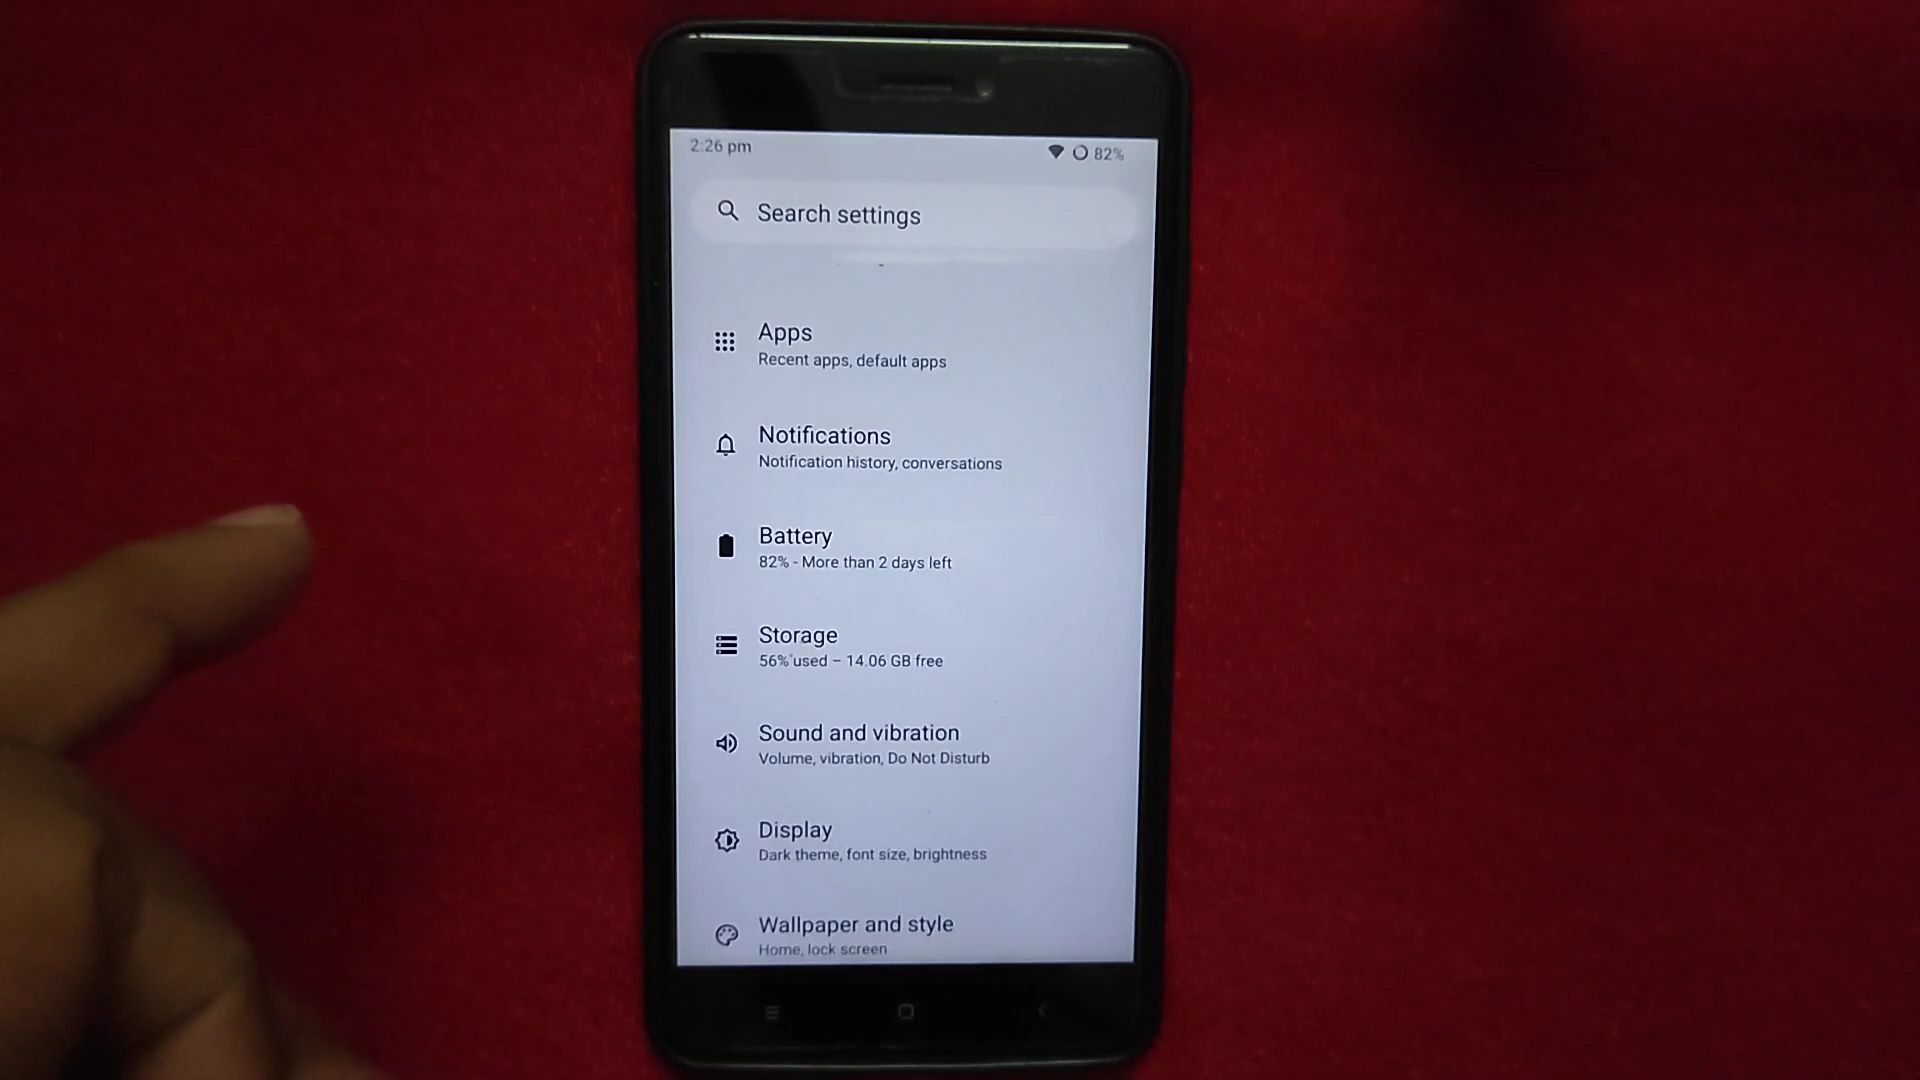 2:26 pm
82%
Search settings
Apps
Recent apps, default apps
Notifications
Notification history, conversations
Battery
82% - More than 2 days left
Storage
56% used – 14.06 GB free
Sound and vibration
Volume, vibration, Do Not Disturb
Display
Dark theme, font size, brightness
Wallpaper and style
Home, lock screen